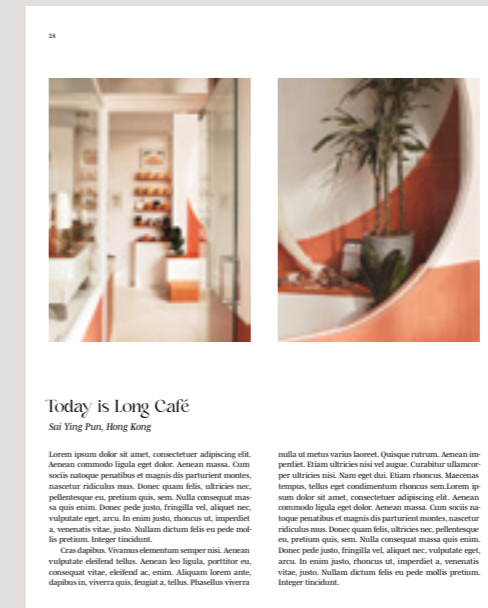 28
Today is Long Café
Sai Ying Pun, Hong Kong
Lorem ipsum dolor sit amet, consectetuer adipiscing elit.
Aenean commodo ligula eget dolor. Aenean massa. Cum
sociis natoque penatibus et magnis dis parturient montes,
nascetur ridiculus mus. Donec quam felis, ultricies nec,
pellentesque eu, pretium quis, sem. Nulla consequat mas-
sa quis enim. Donec pede justo, fringilla vel, aliquet nec,
vulputate eget, arcu. In enim justo, rhoncus ut, imperdiet
a, venenatis vitae, justo. Nullam dictum felis eu pede mol-
lis pretium. Integer tincidunt.
Cras dapibus. Vivamus elementum semper nisi. Aenean
vulputate eleifend tellus. Aenean leo ligula, porttitor eu,
consequat vitae, eleifend ac, enim. Aliquam lorem ante,
dapibus in, viverra quis, feugiat a, tellus. Phasellus viverra
nulla ut metus varius laoreet. Quisque rutrum. Aenean im-
perdiet. Etiam ultricies nisi vel augue. Curabitur ullamcor-
per ultricies nisi. Nam eget dui. Etiam rhoncus. Maecenas
tempus, tellus eget condimentum rhoncus sem.Lorem ip-
sum dolor sit amet, consectetuer adipiscing elit. Aenean
commodo ligula eget dolor. Aenean massa. Cum sociis na-
toque penatibus et magnis dis parturient montes, nascetur
ridiculus mus. Donec quam felis, ultricies nec, pellentesque
eu, pretium quis, sem. Nulla consequat massa quis enim.
Donec pede justo, fringilla vel, aliquet nec, vulputate eget,
arcu. In enim justo, rhoncus ut, imperdiet a, venenatis
vitae, justo. Nullam dictum felis eu pede mollis pretium.
Integer tincidunt.